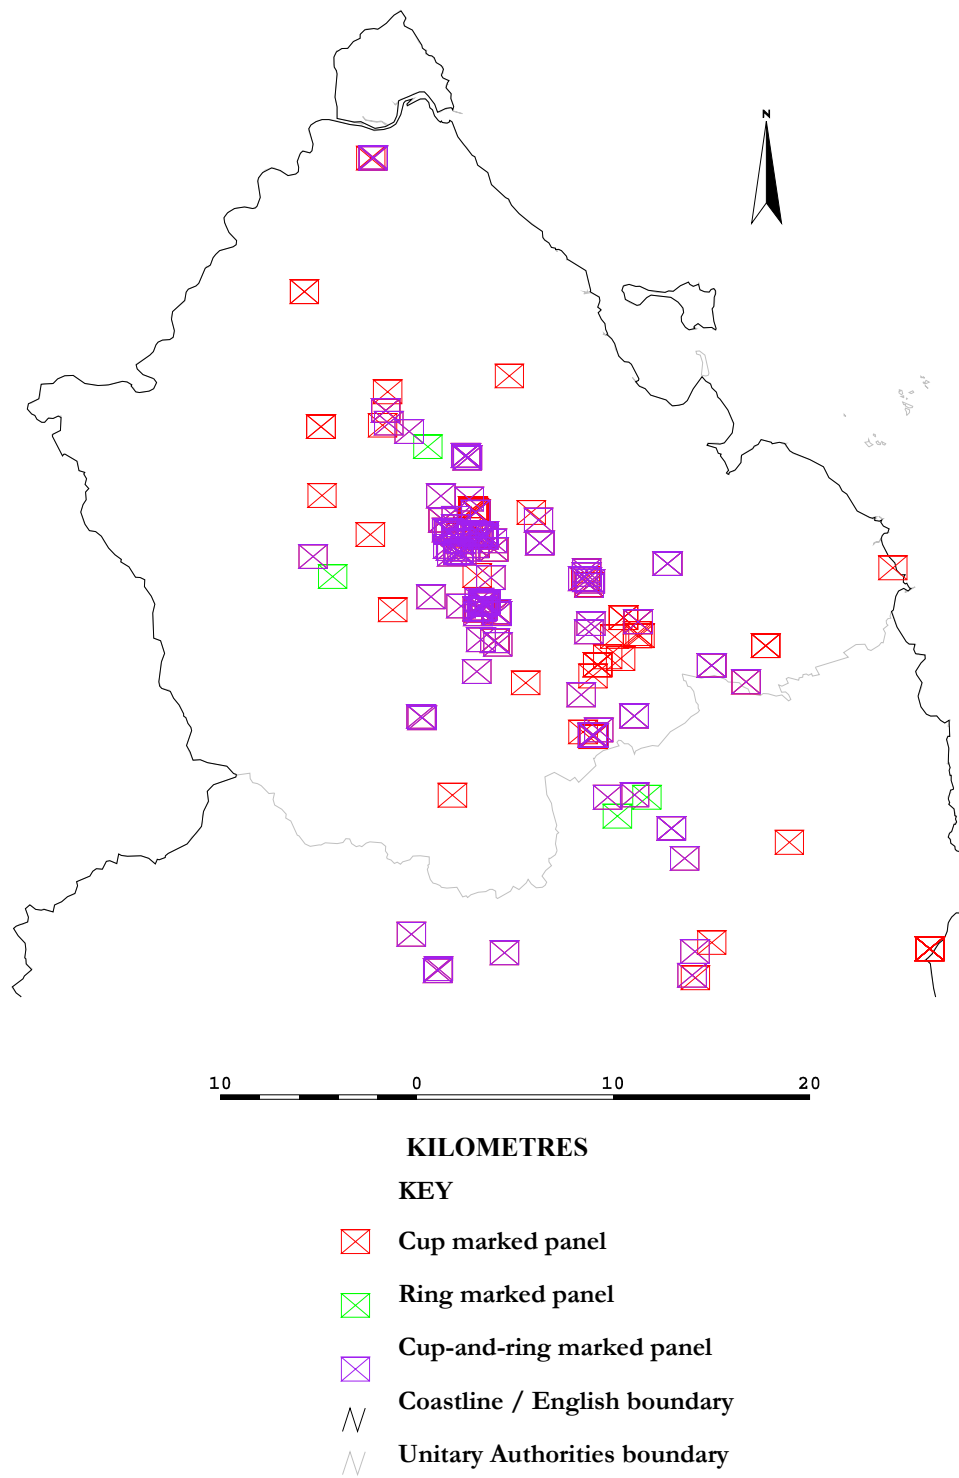 N
10 0 10 20
KILOMETRES
KEY
Cup marked panel
Ring marked panel
Cup-and-ring marked panel
Coastline / English boundary
Unitary Authorities boundary